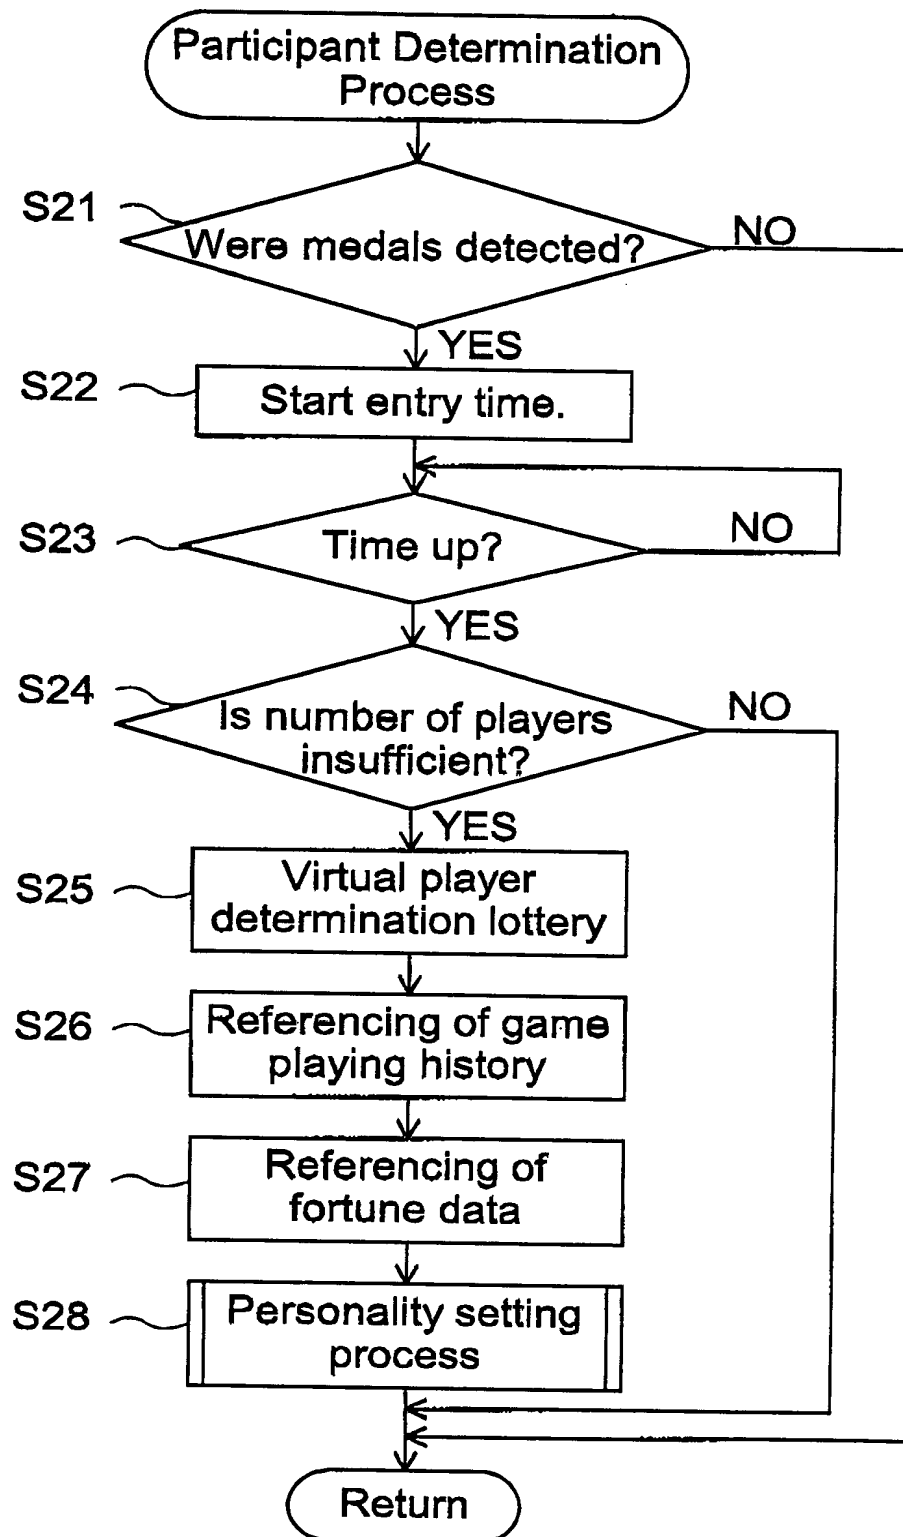 Participant Determination
Process
S21
Were medals detected?
NO
YES
S22
Start entry time.
S23
Time up?
NO
YES
S24
Is number of players
insufficient?
NO
YES
S25
Virtual player
determination lottery
S26
Referencing of game
playing history
S27
Referencing of
fortune data
S28
Personality setting
process
Return